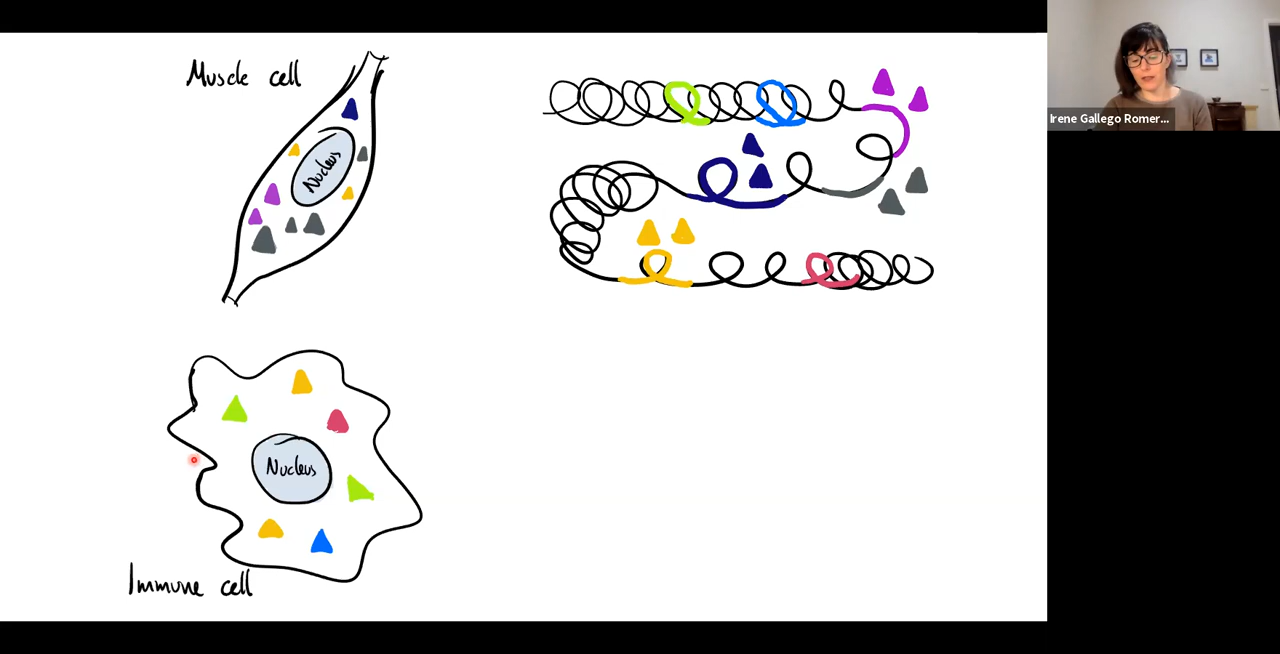 Muscle cell
Nucleus
Nucleus
Immune cell
Irene Gallego Romer...